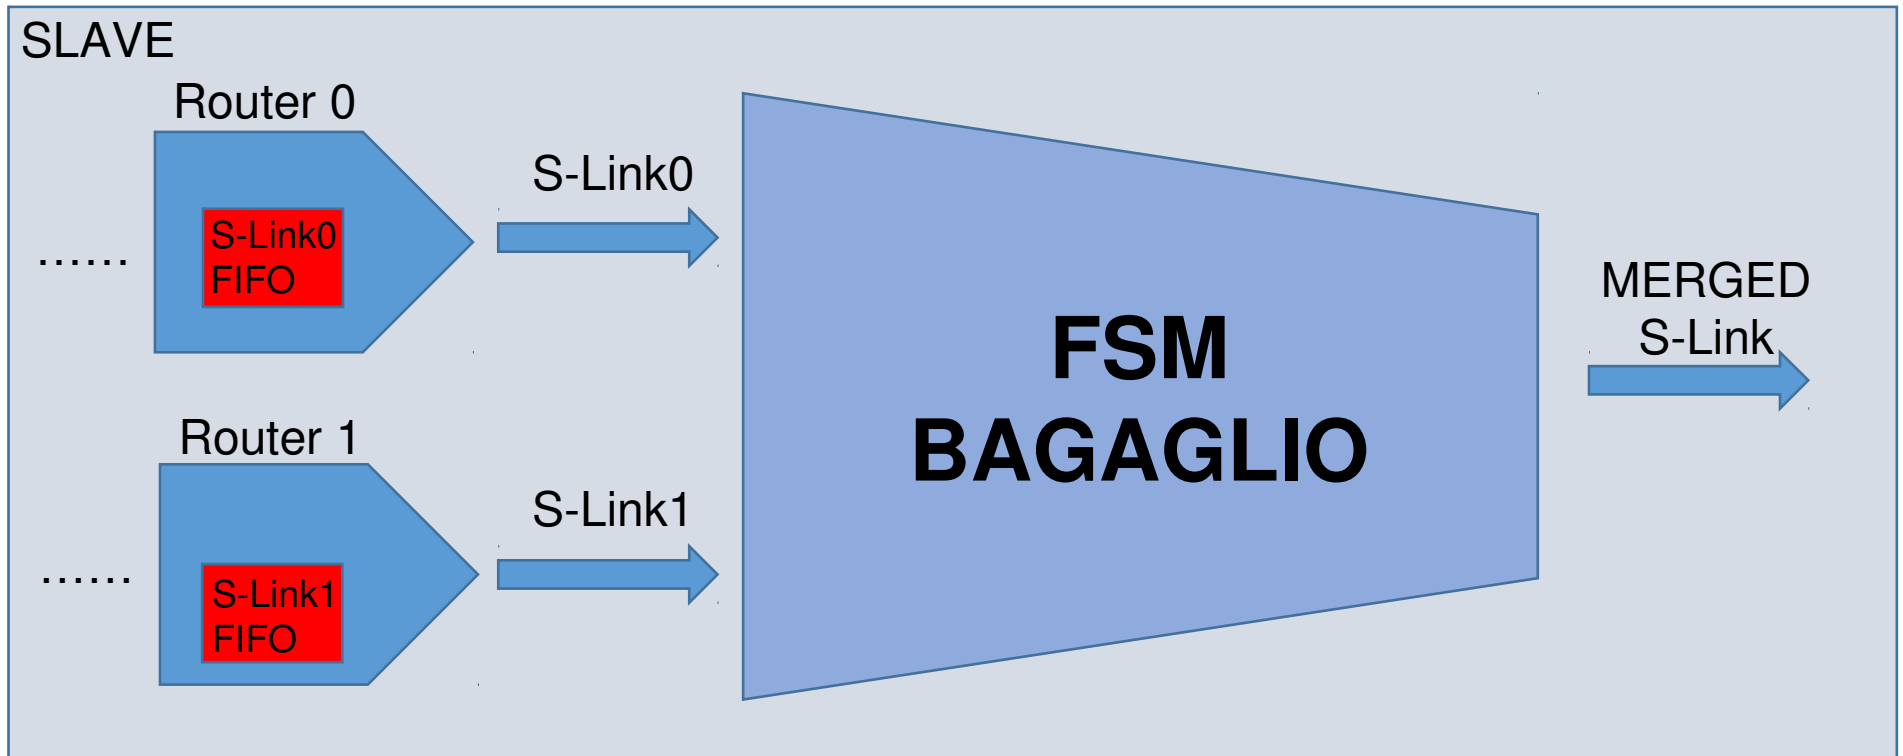 SLAVE
Router 0
S-Link0
FIFO
......
S-Link0
Router 1
S-Link1
FIFO
......
S-Link1
FSM
BAGAGLIO
MERGED
S-Link